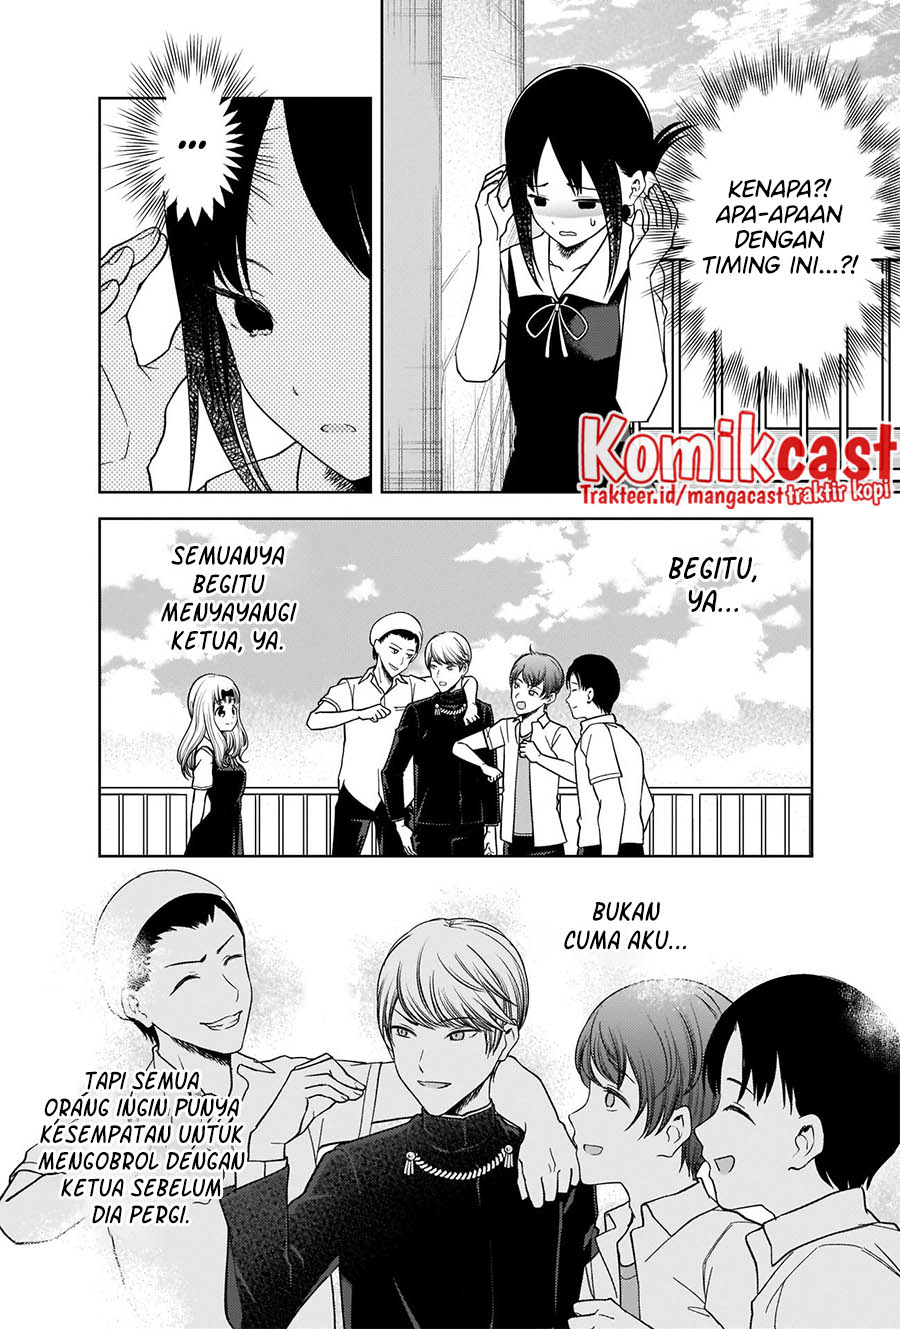 KENAPA?!
APA-APAAN
DENGAN
TIMING INI...?!
...
Komikcast
Trakteer.id/mangacast traktir kopi
BEGITU,
YA...
SEMUANYA
BEGITU
MENYAYANGI
KETUA, YA.
BUKAN
CUMA AKU...
TAPI SEMUA
ORANG INGIN PUNYA
KESEMPATAN UNTUK
MENGOBROL DENGAN
KETUA SEBELUM
DIA PERGI.